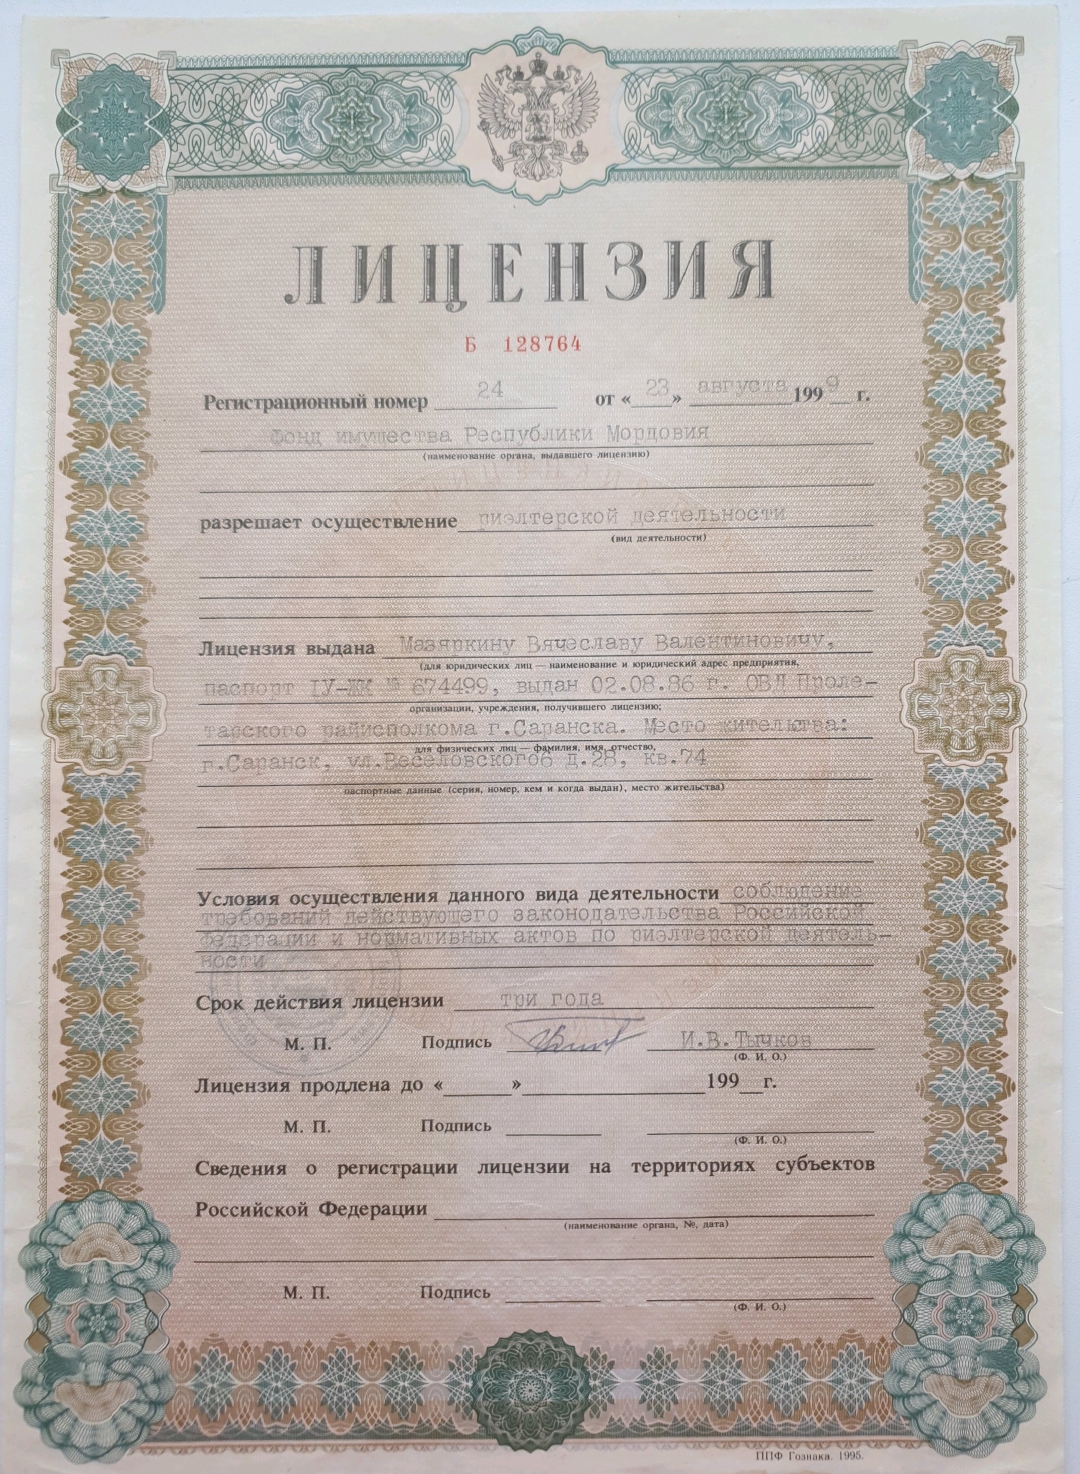 ЛИЦЕНЗИЯ
Б 128764
Регистрационный номер 24 от «23» августа 1999 г.
Фонд имущества Республики Мордовия
(наименование органа, выдавшего лицензию)
разрешает осуществление риэлтерской деятельности
(вид деятельности)
Лицензия выдана Мазяркину Вячеславу Валентиновичу,
(для юридических лиц — наименование и юридический адрес предприятия,
паспорт IУ-ЖК № 674499, выдан 02.08.86 г. ОВД Проле-
организации, учреждения, получившего лицензию;
тарского райисполкома г.Саранска. Место жительства:
для физических лиц — фамилия, имя, отчество,
г.Саранск, ул.Веселовского6 д.28, кв.74
паспортные данные (серия, номер, кем и когда выдан), место жительства)
Условия осуществления данного вида деятельности соблюдение
требований действующего законодательства Российской
Федерации и нормативных актов по риэлтерской деятель-
ности
Срок действия лицензии три года
М. П. Подпись И.В.Тычков
(Ф. И. О.)
Лицензия продлена до « » 199 г.
М. П. Подпись
(Ф. И. О.)
Сведения о регистрации лицензии на территориях субъектов
Российской Федерации
(наименование органа, №, дата)
М. П. Подпись
(Ф. И. О.)
ППФ Гознака. 1995.